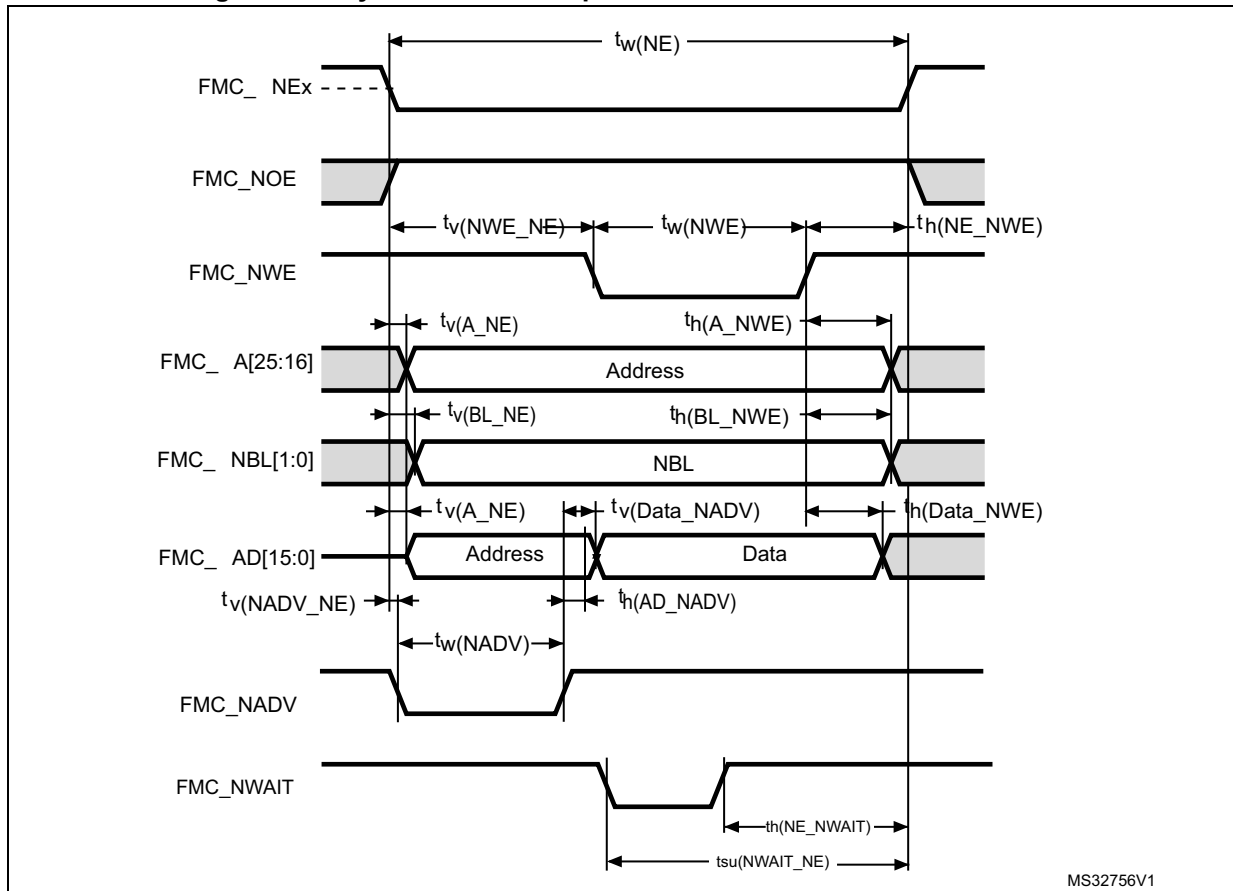 tw(NE)
FMC_ NEx
FMC_NOE
tv(NWE_NE)
tw(NWE)
th(NE_NWE)
FMC_NWE
tv(A_NE)
th(A_NWE)
FMC_ A[25:16]
Address
tv(BL_NE)
th(BL_NWE)
FMC_ NBL[1:0]
NBL
tv(A_NE)
tv(Data_NADV)
th(Data_NWE)
FMC_ AD[15:0]
Address
Data
tv(NADV_NE)
th(AD_NADV)
tw(NADV)
FMC_NADV
FMC_NWAIT
th(NE_NWAIT)
tsu(NWAIT_NE)
MS32756V1